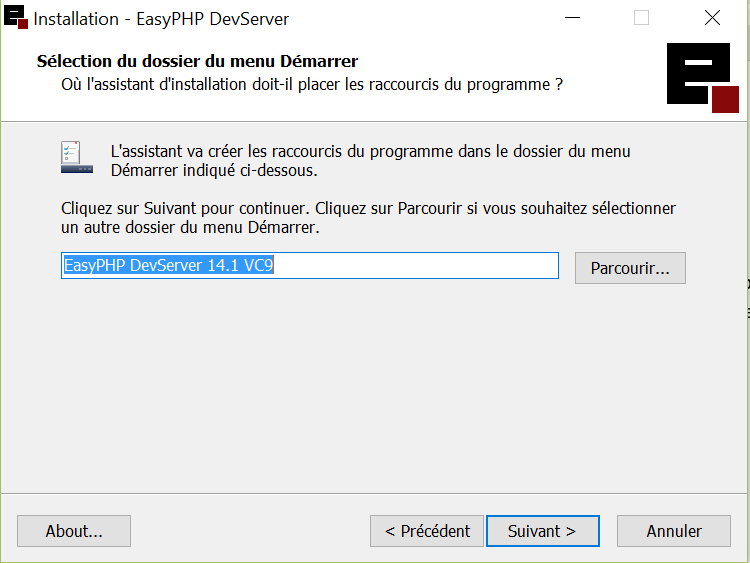 Installation - EasyPHP DevServer
Sélection du dossier du menu Démarrer
Où l'assistant d'installation doit-il placer les raccourcis du programme ?
L'assistant va créer les raccourcis du programme dans le dossier du menu
Démarrer indiqué ci-dessous.
Cliquez sur Suivant pour continuer. Cliquez sur Parcourir si vous souhaitez sélectionner
un autre dossier du menu Démarrer.
EasyPHP DevServer 14.1 VC9
Parcourir...
About...
< Précédent
Suivant >
Annuler